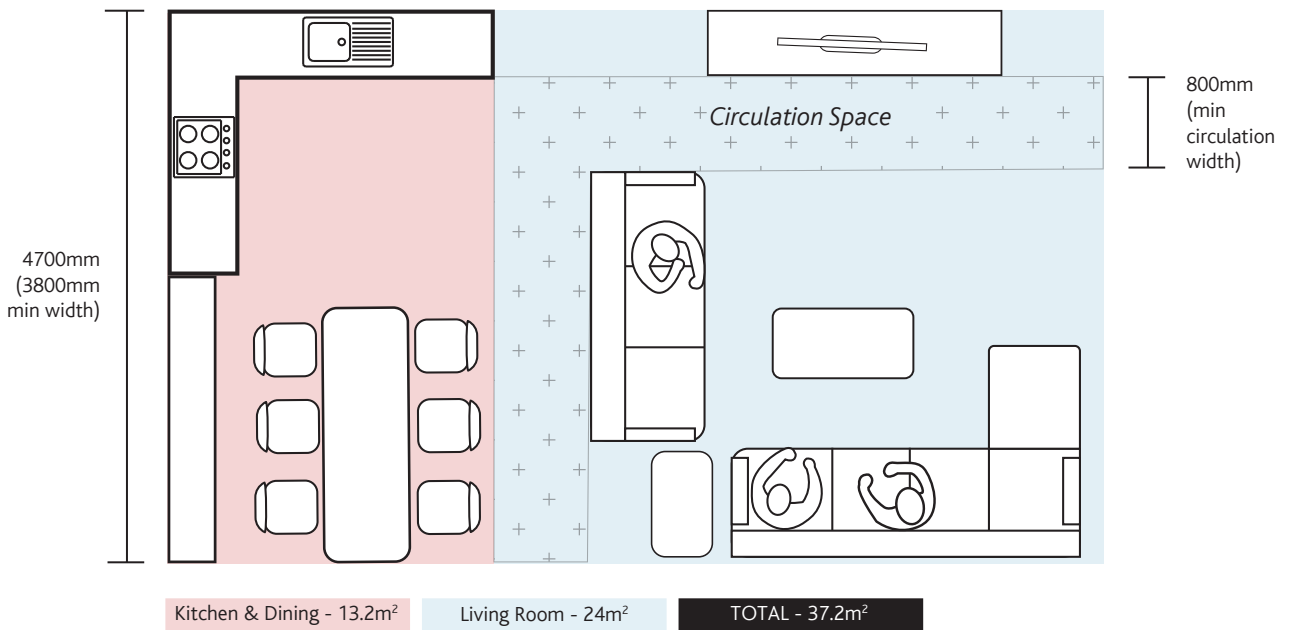 Circulation Space
800mm
(min
circulation
width)
4700mm
(3800mm
min width)
Kitchen & Dining - 13.2m²
Living Room - 24m²
TOTAL - 37.2m²